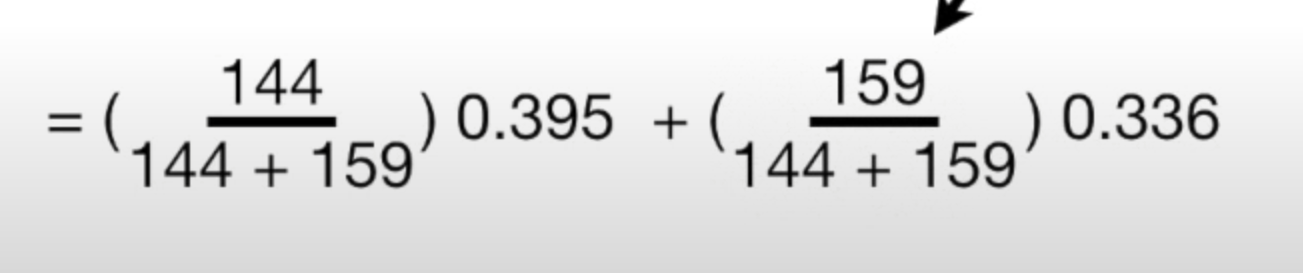 = ( 144 / 144 + 159 ) 0.395 + ( 159 / 144 + 159 ) 0.336